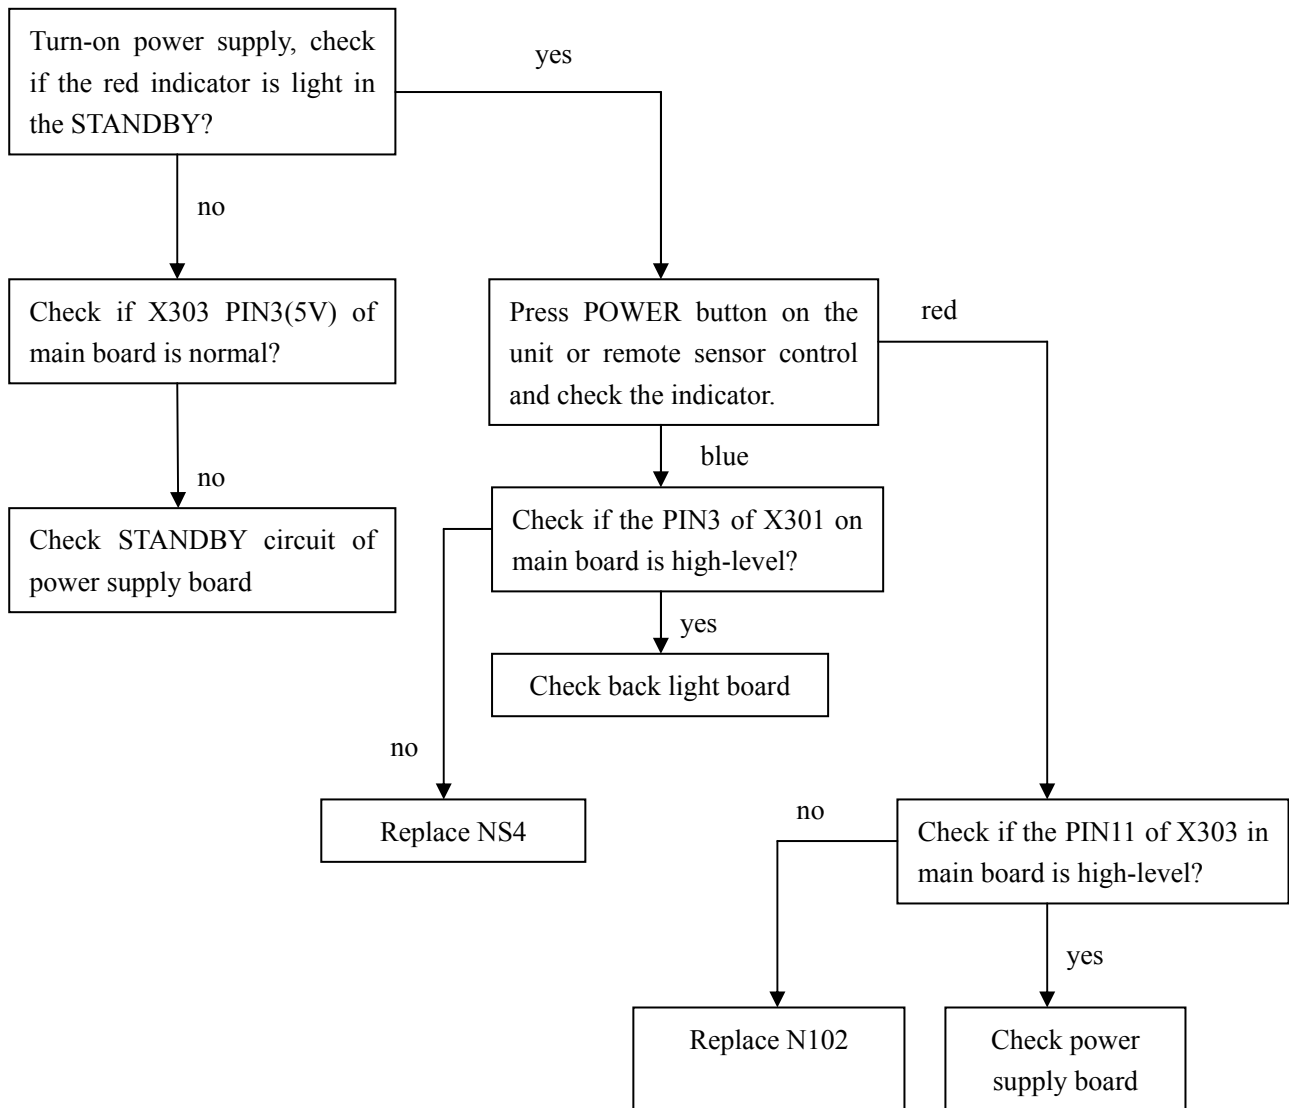 Turn-on power supply, check
if the red indicator is light in
the STANDBY?
yes
no
Check if X303 PIN3(5V) of
main board is normal?
Press POWER button on the
unit or remote sensor control
and check the indicator.
red
blue
no
Check STANDBY circuit of
power supply board
Check if the PIN3 of X301 on
main board is high-level?
yes
Check back light board
no
Replace NS4
no
Check if the PIN11 of X303 in
main board is high-level?
yes
Replace N102
Check power
supply board